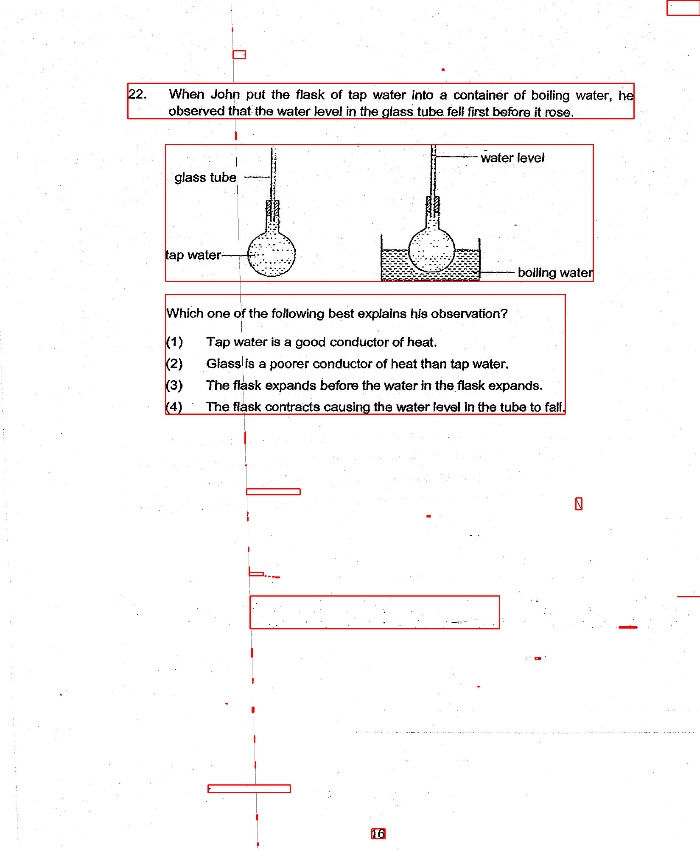 22. When John put the flask of tap water into a container of boiling water, he
observed that the water level in the glass tube fell first before it rose.
water level
glass tube
tap water
boiling water
Which one of the following best explains his observation?
(1) Tap water is a good conductor of heat.
(2) Glass is a poorer conductor of heat than tap water.
(3) The flask expands before the water in the flask expands.
(4) The flask contracts causing the water level in the tube to fall.
16